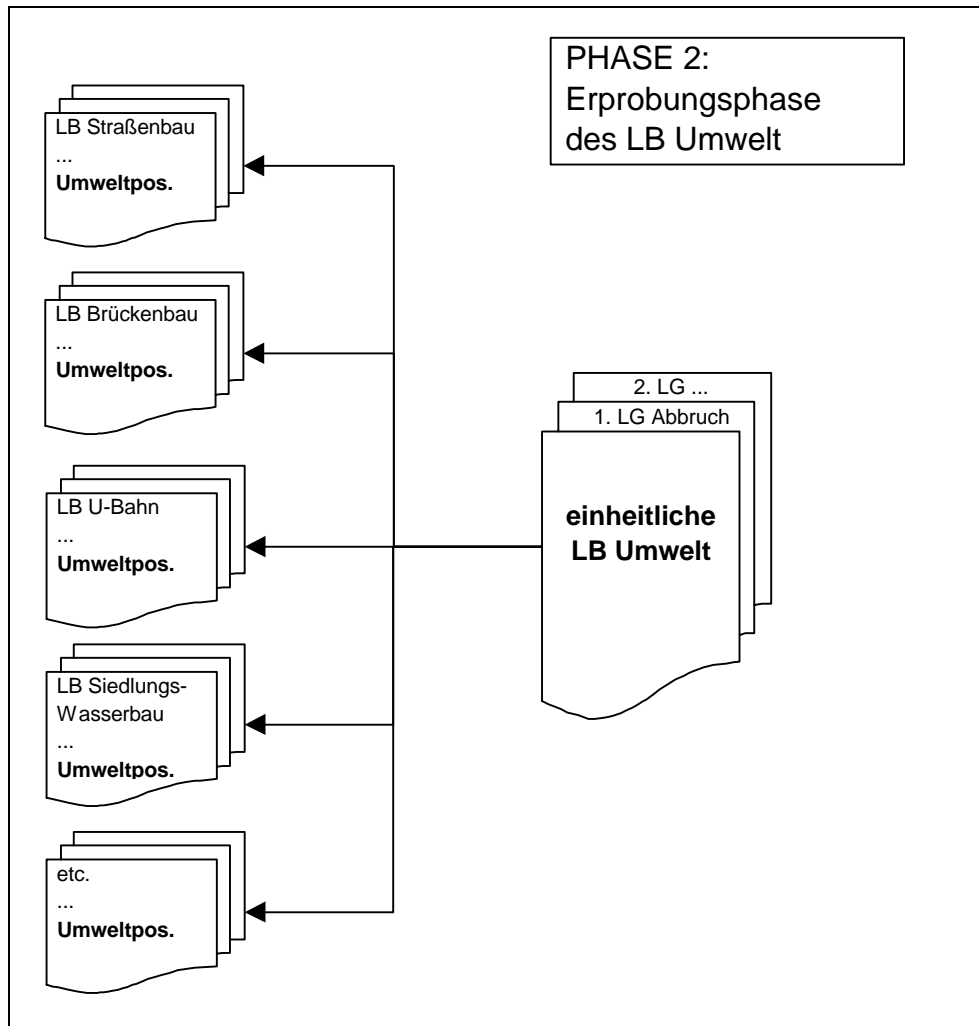 PHASE 2:
Erprobungsphase
des LB Umwelt
LB Straßenbau
...
Umweltpos.
LB Brückenbau
...
Umweltpos.
LB U-Bahn
...
Umweltpos.
LB Siedlungs-
Wasserbau
...
Umweltpos.
etc.
...
Umweltpos.
2. LG ...
1. LG Abbruch
einheitliche
LB Umwelt